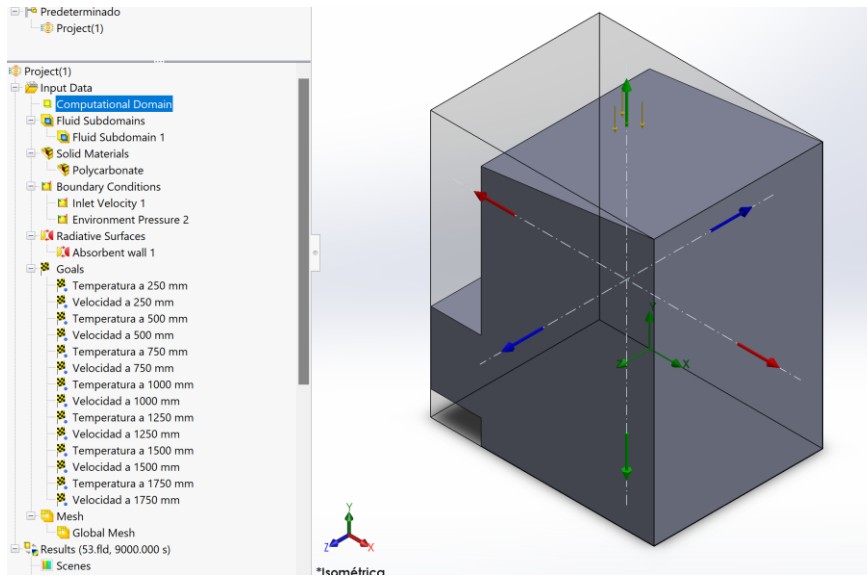 Predeterminado
Project(1)
Project(1)
Input Data
Computational Domain
Fluid Subdomains
Fluid Subdomain 1
Solid Materials
Polycarbonate
Boundary Conditions
Inlet Velocity 1
Environment Pressure 2
Radiative Surfaces
Absorbent wall 1
Goals
Temperatura a 250 mm
Velocidad a 250 mm
Temperatura a 500 mm
Velocidad a 500 mm
Temperatura a 750 mm
Velocidad a 750 mm
Temperatura a 1000 mm
Velocidad a 1000 mm
Temperatura a 1250 mm
Velocidad a 1250 mm
Temperatura a 1500 mm
Velocidad a 1500 mm
Temperatura a 1750 mm
Velocidad a 1750 mm
Mesh
Global Mesh
Results (53.fld, 9000.000 s)
Scenes
Y
Z
X
Y
Z
X
*Isométrica